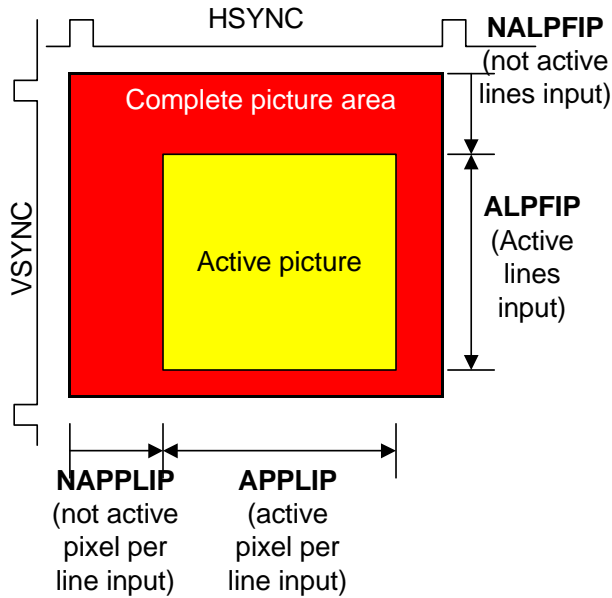 HSYNC
NALPFIP
(not active
lines input)
Complete picture area
VSYNC
ALPFIP
(Active
lines
input)
Active picture
NAPPLIP
(not active
pixel per
line input)
APPLIP
(active
pixel per
line input)